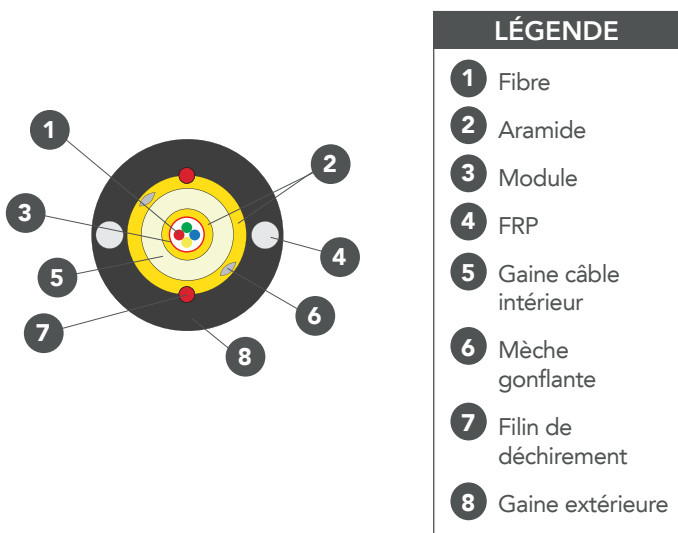 LÉGENDE
1 Fibre
2 Aramide
3 Module
4 FRP
5 Gaine câble
intérieur
6 Mèche
gonflante
7 Filin de
déchirement
8 Gaine extérieure
1
2
3
4
5
6
7
8